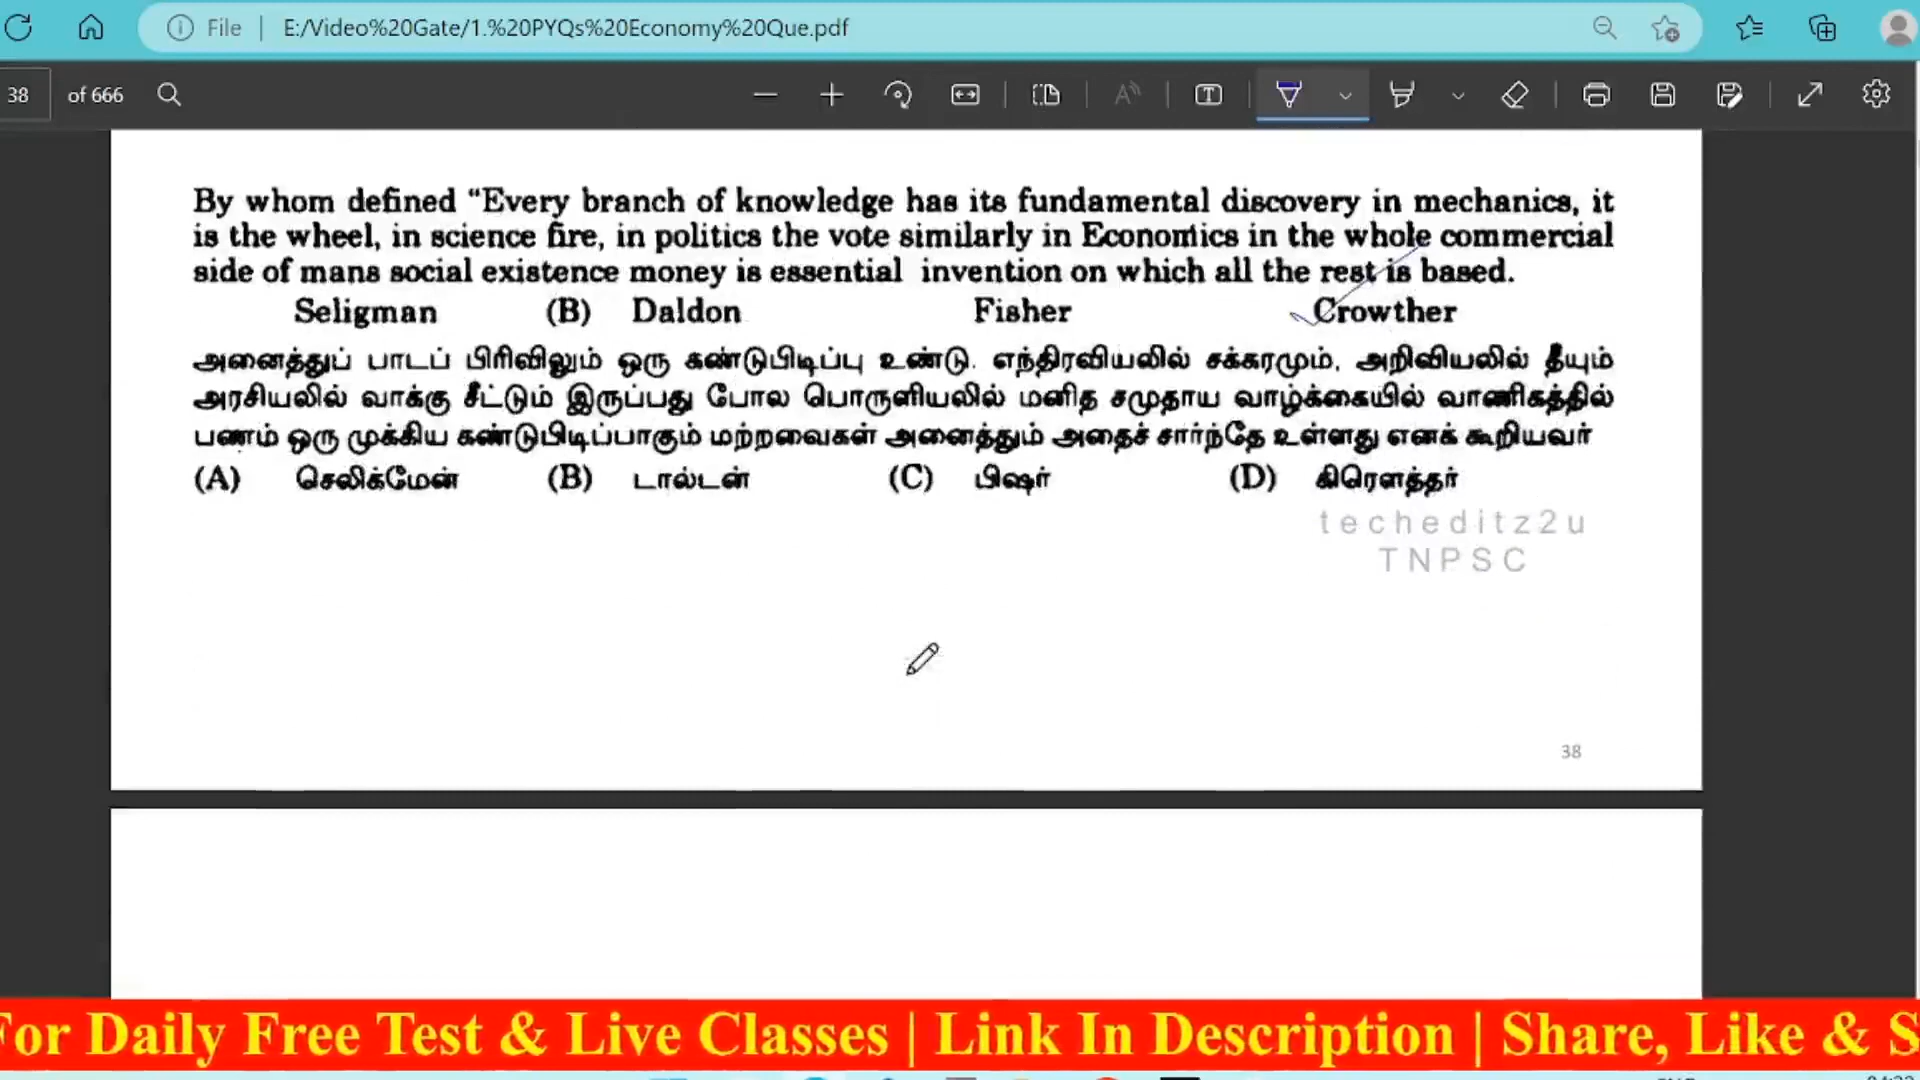 File | E:/Video%20Gate/1.%20PYQs%20Economy%20Que.pdf
38 of 666
By whom defined “Every branch of knowledge has its fundamental discovery in mechanics, it
is the wheel, in science fire, in politics the vote similarly in Economics in the whole commercial
side of mans social existence money is essential invention on which all the rest is based.
Seligman (B) Daldon Fisher Crowther
அனைத்துப் பாடப் பிரிவிலும் ஒரு கண்டுபிடிப்பு உண்டு. எந்திரவியலில் சக்கரமும், அறிவியலில் தீயும்
அரசியலில் வாக்கு சீட்டும் இருப்பது போல பொருளியலில் மனித சமுதாய வாழ்க்கையில் வாணிகத்தில்
பணம் ஒரு முக்கிய கண்டுபிடிப்பாகும் மற்றவைகள் அனைத்தும் அதைச் சார்ந்தே உள்ளது எனக் கூறியவர்
(A) செலிக்மேன் (B) டால்டன் (C) பிஷர் (D) கிரௌத்தர்
techeditz2u
TNPSC
38
For Daily Free Test & Live Classes | Link In Description | Share, Like & S